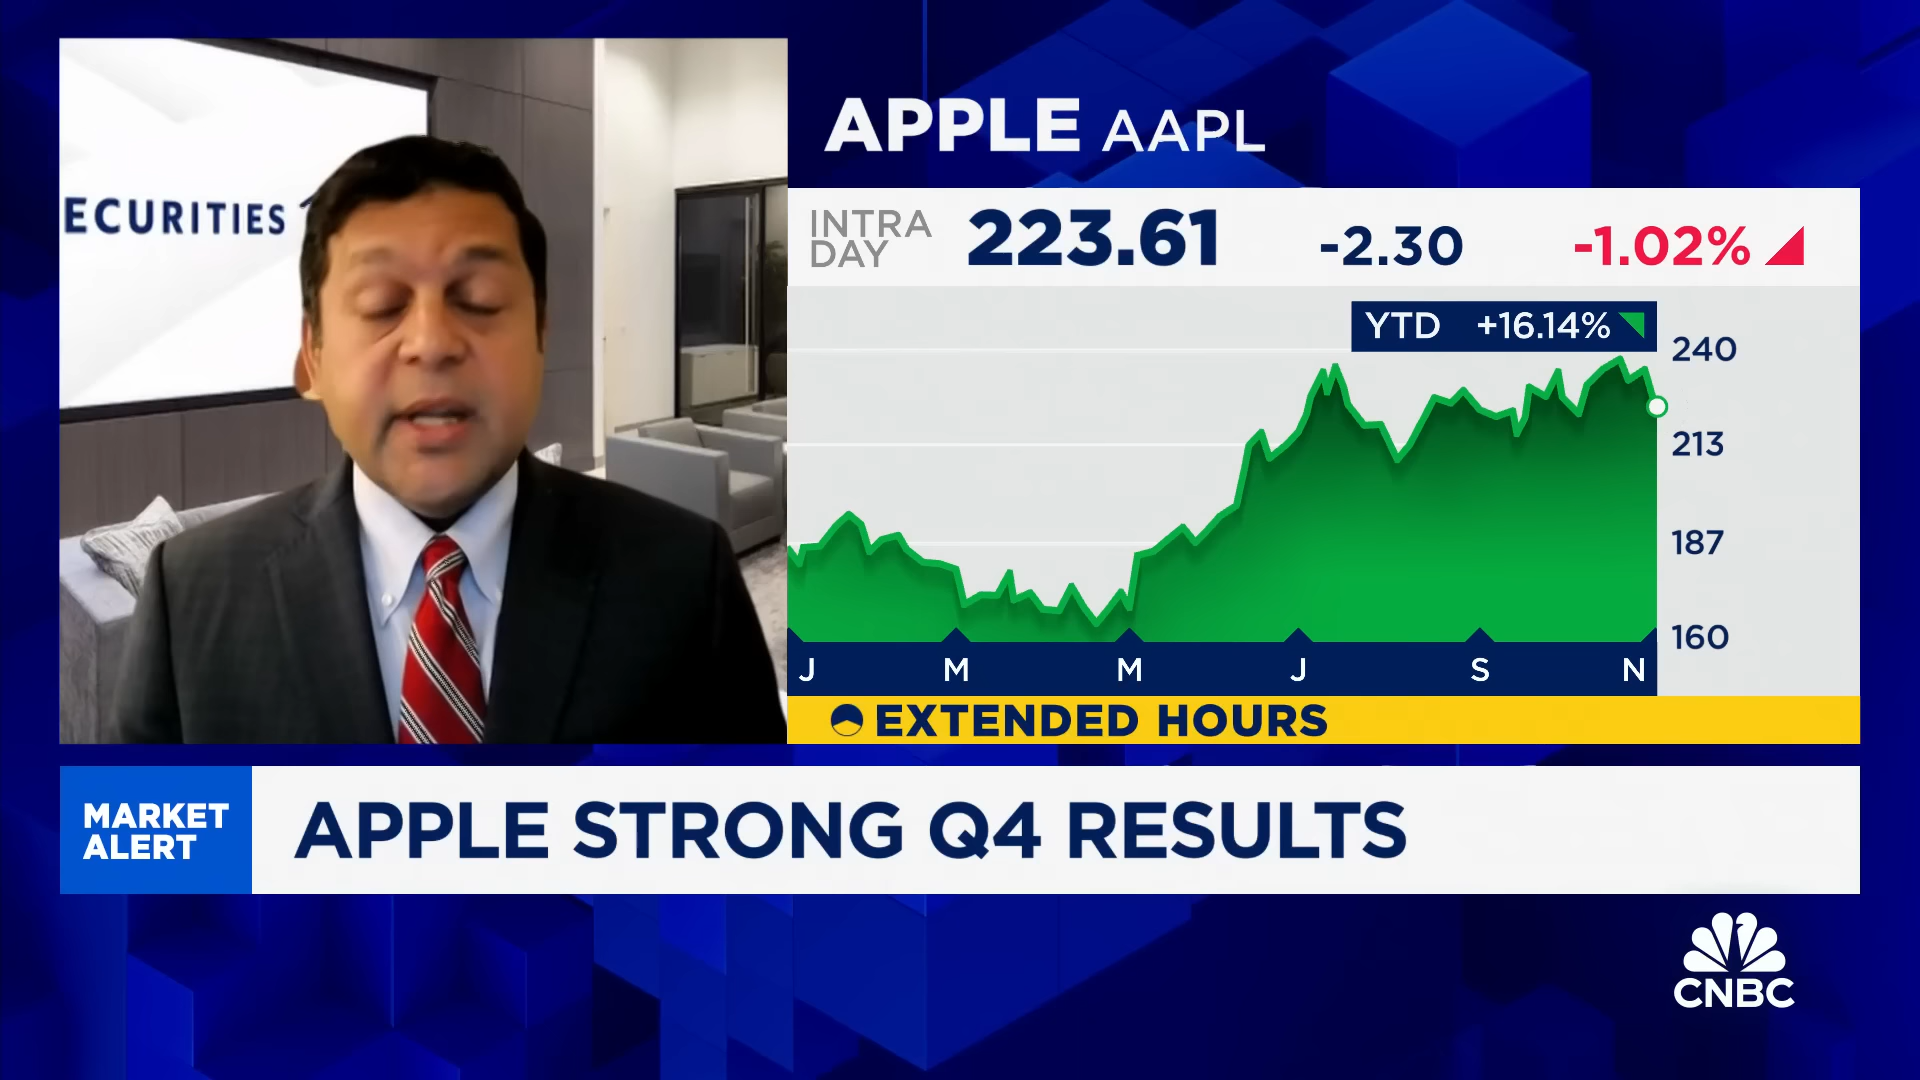 ECURITIES
APPLE AAPL
INTRA DAY 223.61 -2.30 -1.02%
YTD +16.14%
240
213
187
160
J M M J S N
EXTENDED HOURS
MARKET ALERT
APPLE STRONG Q4 RESULTS
CNBC